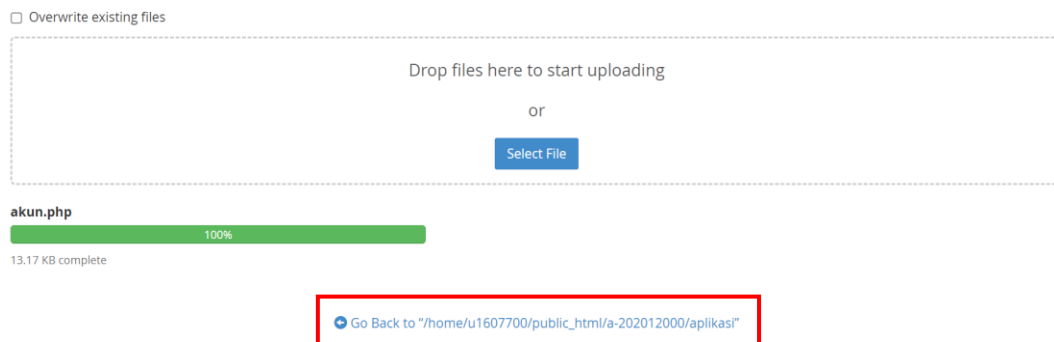 Overwrite existing files
Drop files here to start uploading
or
Select File
akun.php
100%
13.17 KB complete
Go Back to “/home/u1607700/public_html/a-202012000/aplikasi”